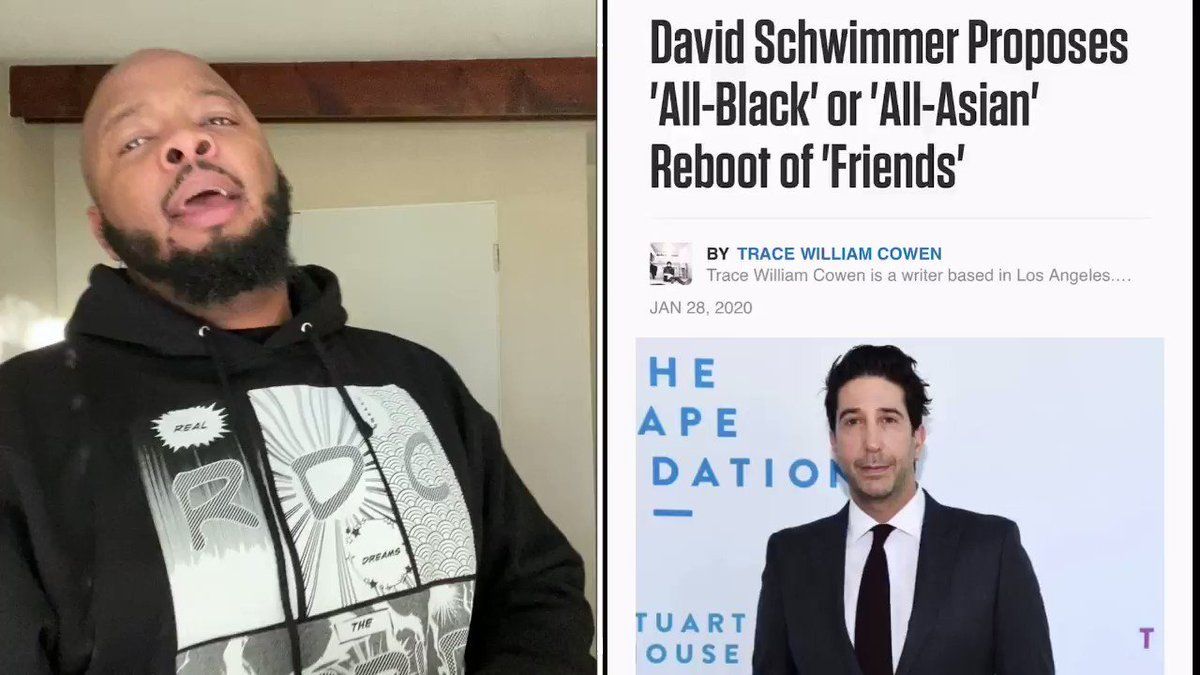 REAL
RDC
DREAMS
THE
David Schwimmer Proposes
'All-Black' or 'All-Asian'
Reboot of 'Friends'
BY TRACE WILLIAM COWEN
Trace William Cowen is a writer based in Los Angeles....
JAN 28, 2020
HE
APE
DATION
TUART
OUSE
T